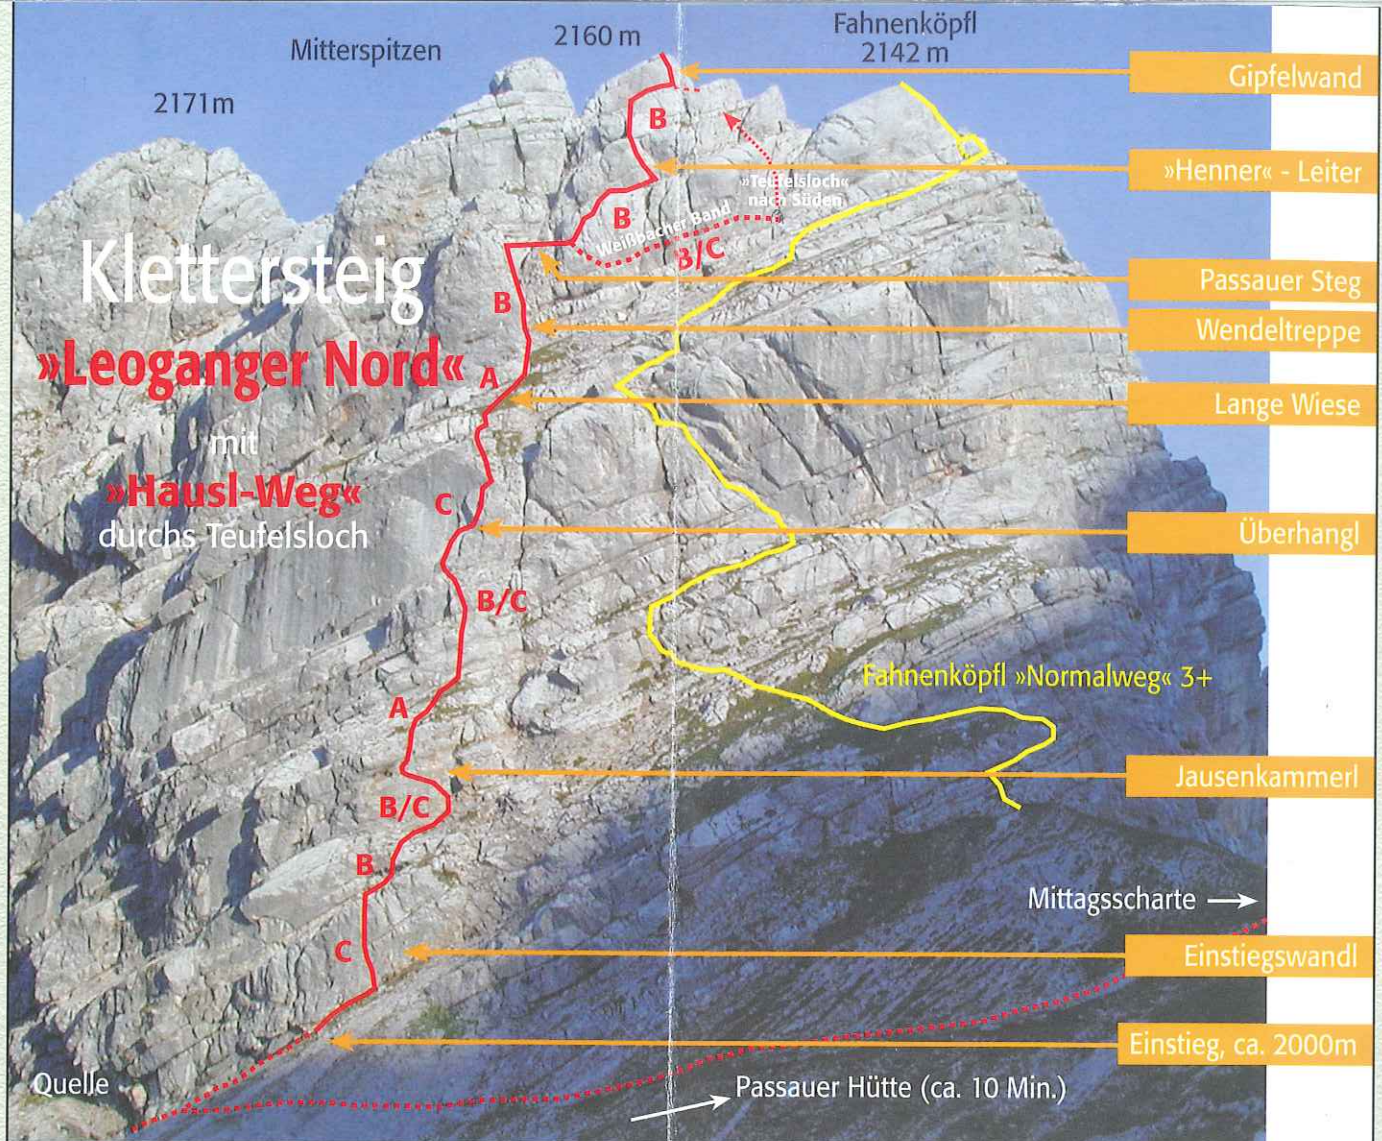 Mitterspitzen
2160 m
Fahnenköpfl
2142 m
2171m
Gipfelwand
B
»Henner« - Leiter
»Teufelsloch«
nach Süden
B
Weißbacher Band
B/C
Klettersteig
Passauer Steg
B
Wendeltreppe
»Leoganger Nord«
A
Lange Wiese
mit
»Hausl-Weg«
C
durchs Teufelsloch
Überhangl
B/C
Fahnenköpfl »Normalweg« 3+
A
Jausenkammerl
B/C
B
Mittagsscharte
C
Einstiegswandl
Einstieg, ca. 2000m
Quelle
Passauer Hütte (ca. 10 Min.)